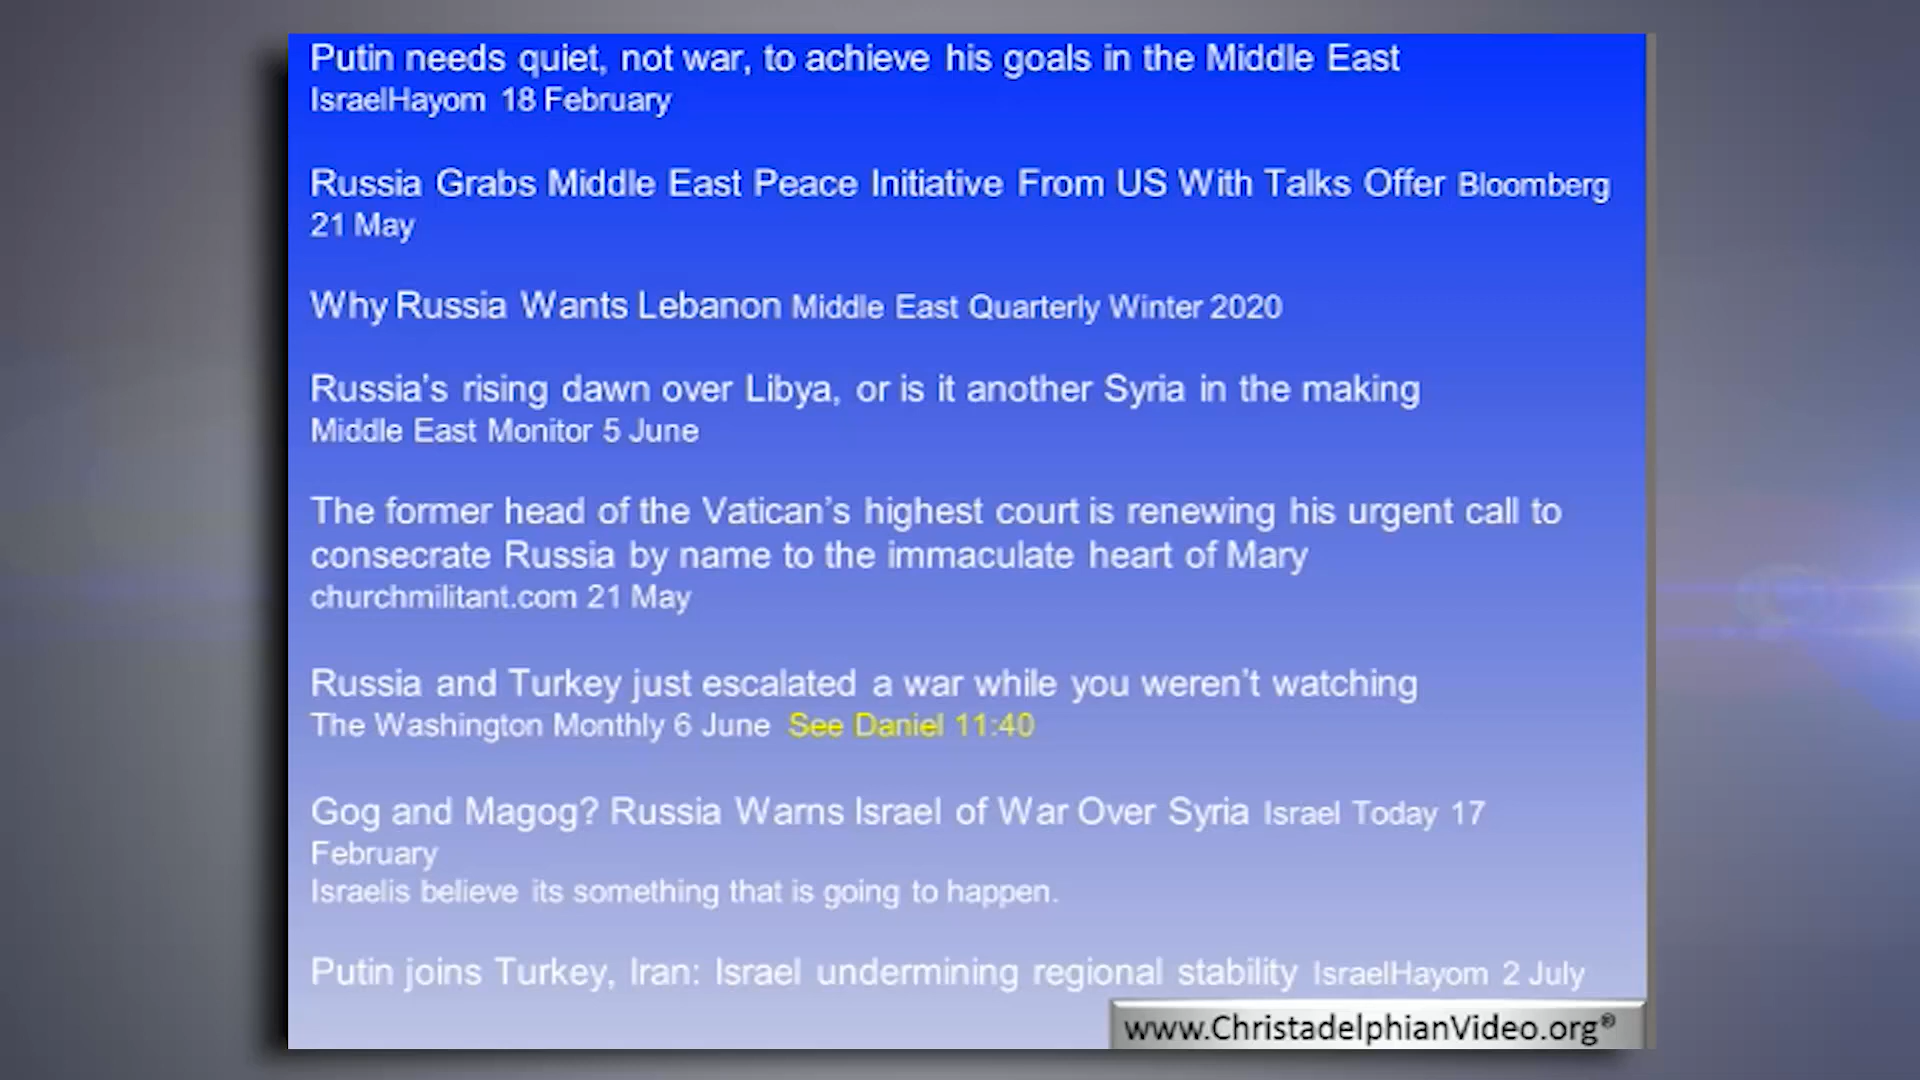 Putin needs quiet, not war, to achieve his goals in the Middle East
IsraelHayom 18 February
Russia Grabs Middle East Peace Initiative From US With Talks Offer Bloomberg
21 May
Why Russia Wants Lebanon Middle East Quarterly Winter 2020
Russia's rising dawn over Libya, or is it another Syria in the making
Middle East Monitor 5 June
The former head of the Vatican's highest court is renewing his urgent call to
consecrate Russia by name to the immaculate heart of Mary
churchmilitant.com 21 May
Russia and Turkey just escalated a war while you weren't watching
The Washington Monthly 6 June See Daniel 11:40
Gog and Magog? Russia Warns Israel of War Over Syria Israel Today 17
February
Israelis believe its something that is going to happen.
Putin joins Turkey, Iran: Israel undermining regional stability IsraelHayom 2 July
www.ChristadelphianVideo.org®